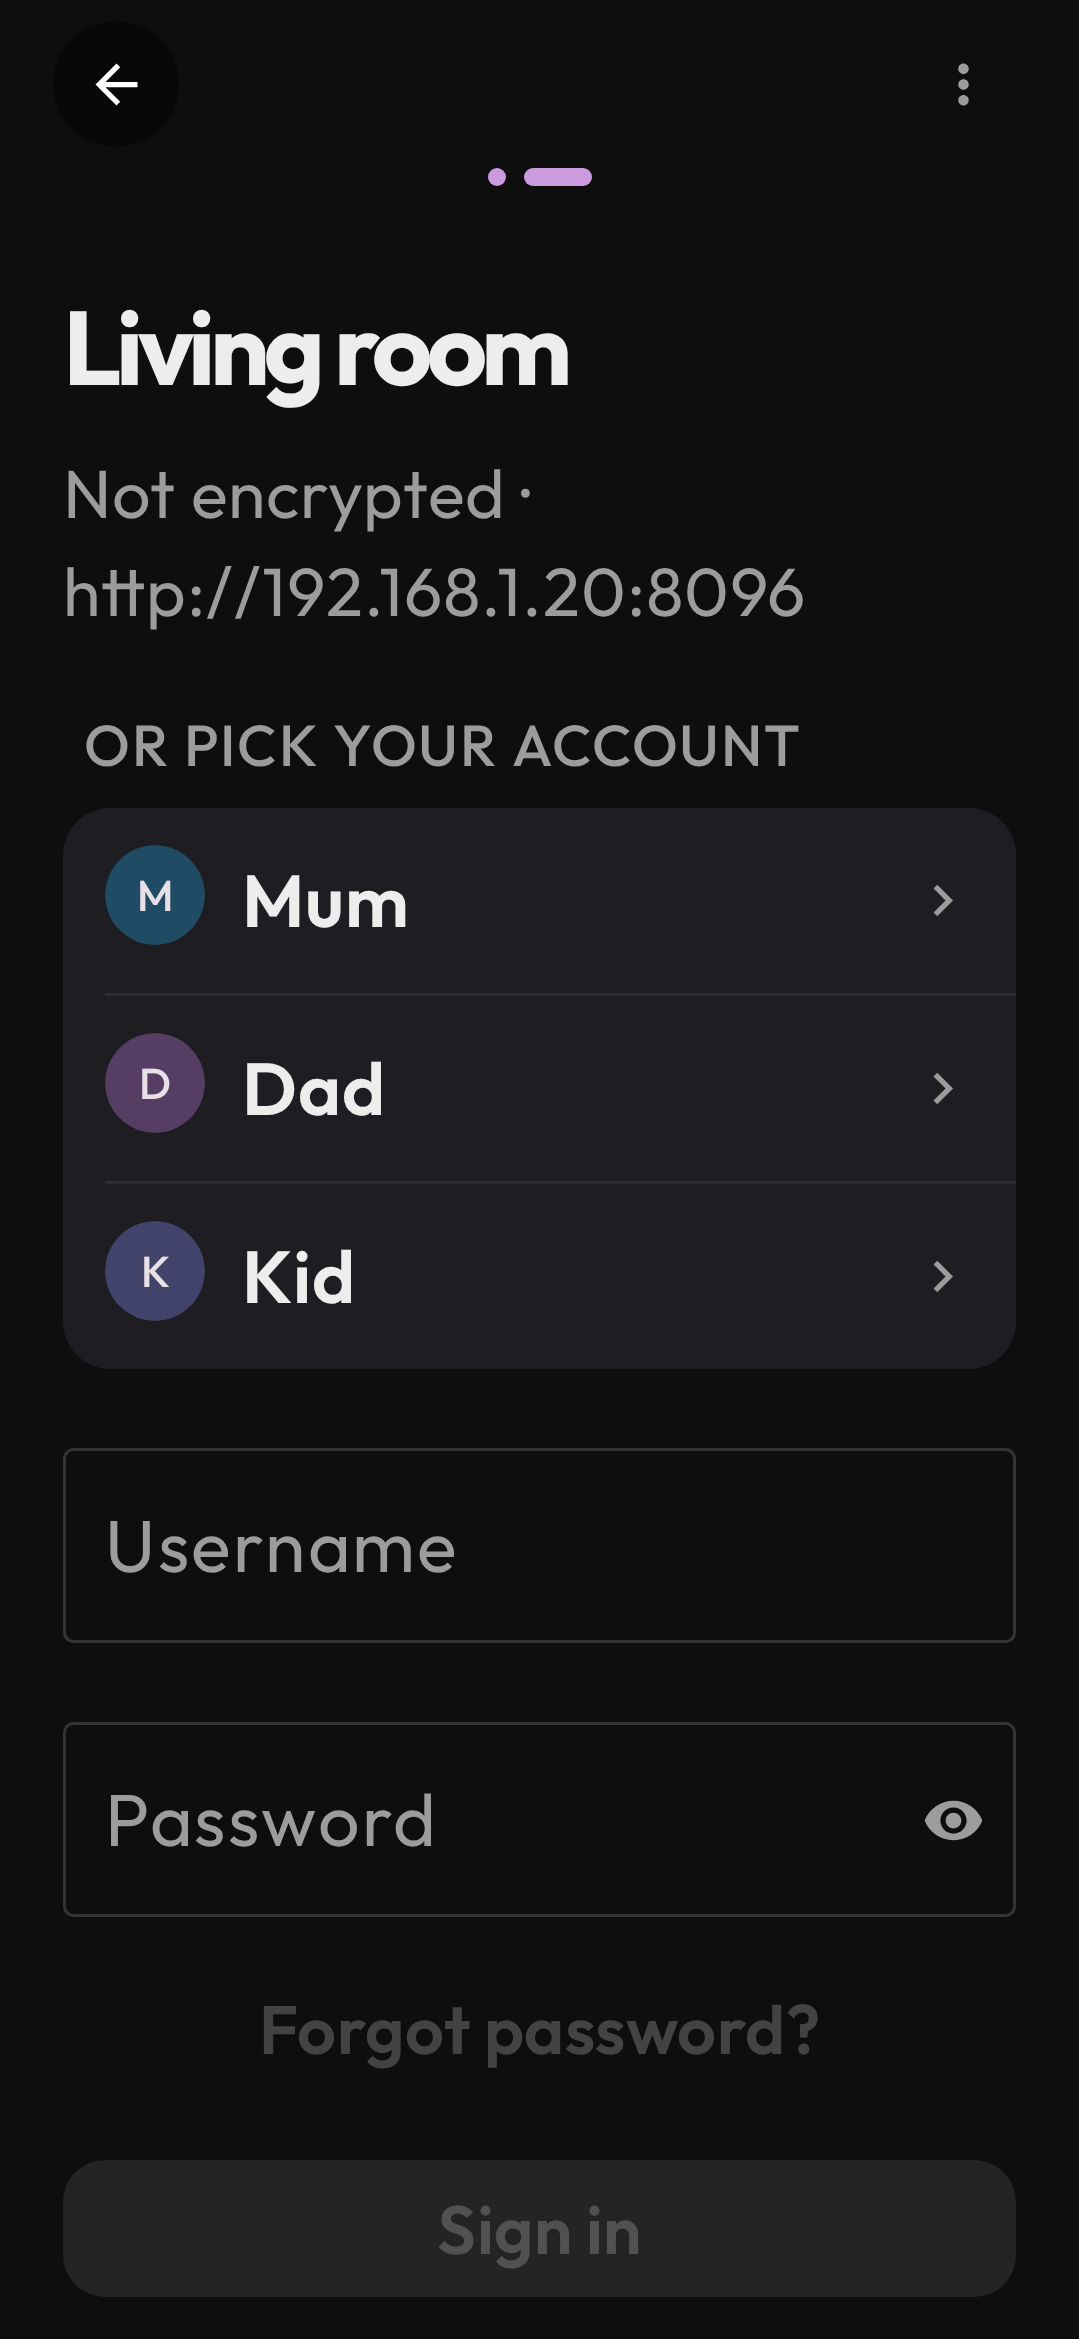 Living room
Not encrypted ·
http://192.168.1.20:8096
OR PICK YOUR ACCOUNT
M Mum
D Dad
K Kid
Username
Password
Forgot password?
Sign in